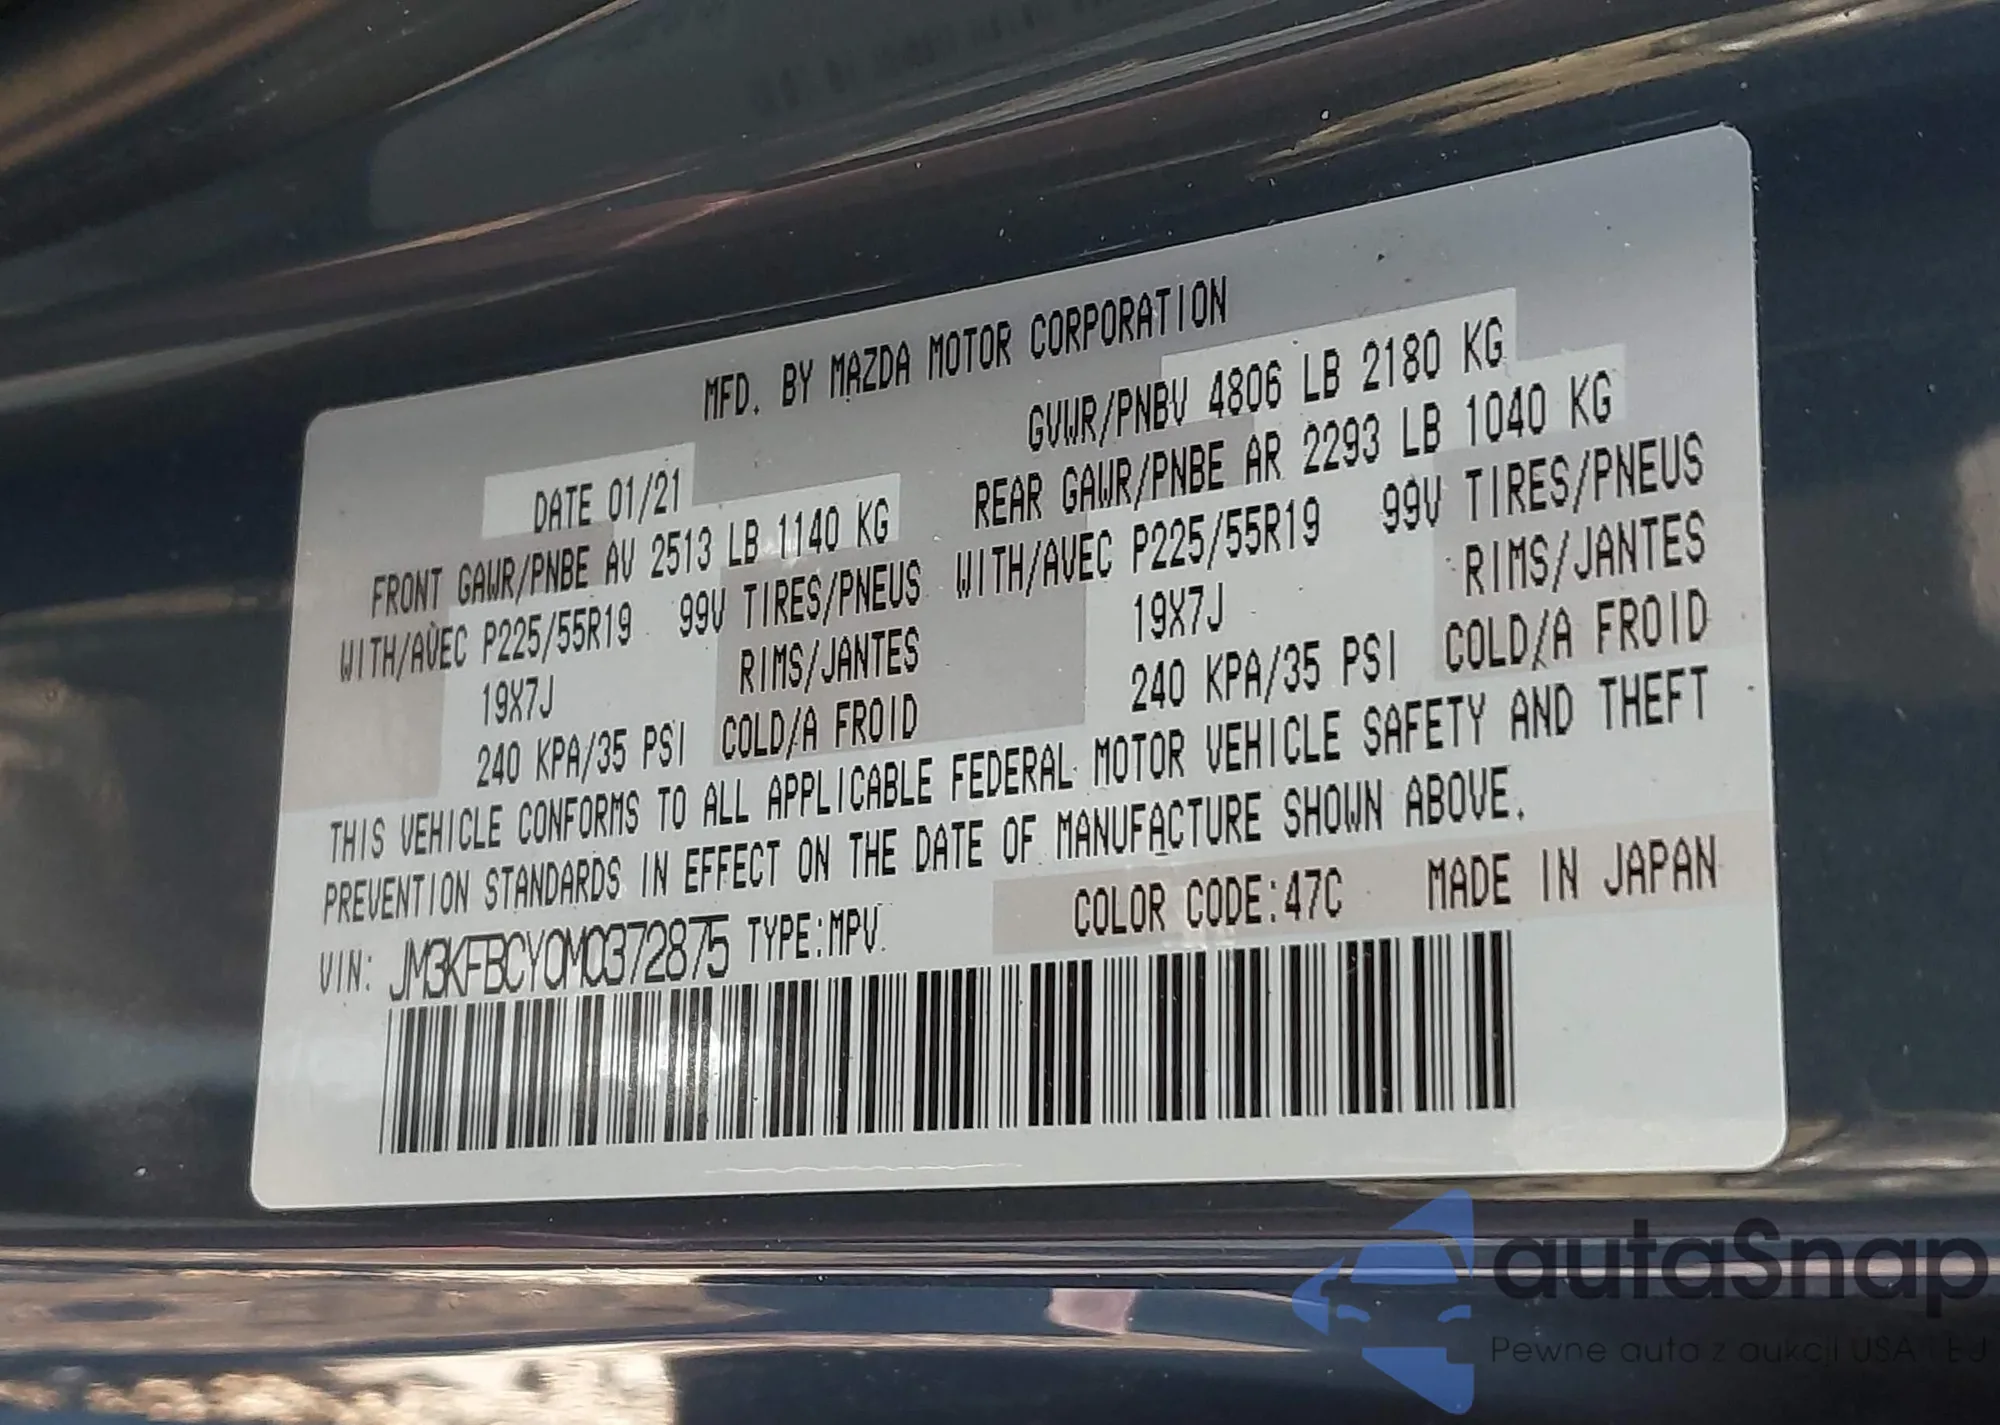 MFD. BY MAZDA MOTOR CORPORATION
DATE 01/21 GVWR/PNBV 4806 LB 2180 KG
FRONT GAWR/PNBE AV 2513 LB 1140 KG REAR GAWR/PNBE AR 2293 LB 1040 KG
WITH/AVEC P225/55R19 99V TIRES/PNEUS WITH/AVEC P225/55R19 99V TIRES/PNEUS
19X7J RIMS/JANTES 19X7J RIMS/JANTES
240 KPA/35 PSI COLD/A FROID 240 KPA/35 PSI COLD/A FROID
THIS VEHICLE CONFORMS TO ALL APPLICABLE FEDERAL MOTOR VEHICLE SAFETY AND THEFT
PREVENTION STANDARDS IN EFFECT ON THE DATE OF MANUFACTURE SHOWN ABOVE.
VIN: JM3KFBCY0M0372875 TYPE:MPV COLOR CODE:47C MADE IN JAPAN
autaSnap
Pewne auta z aukcji USA i EJ